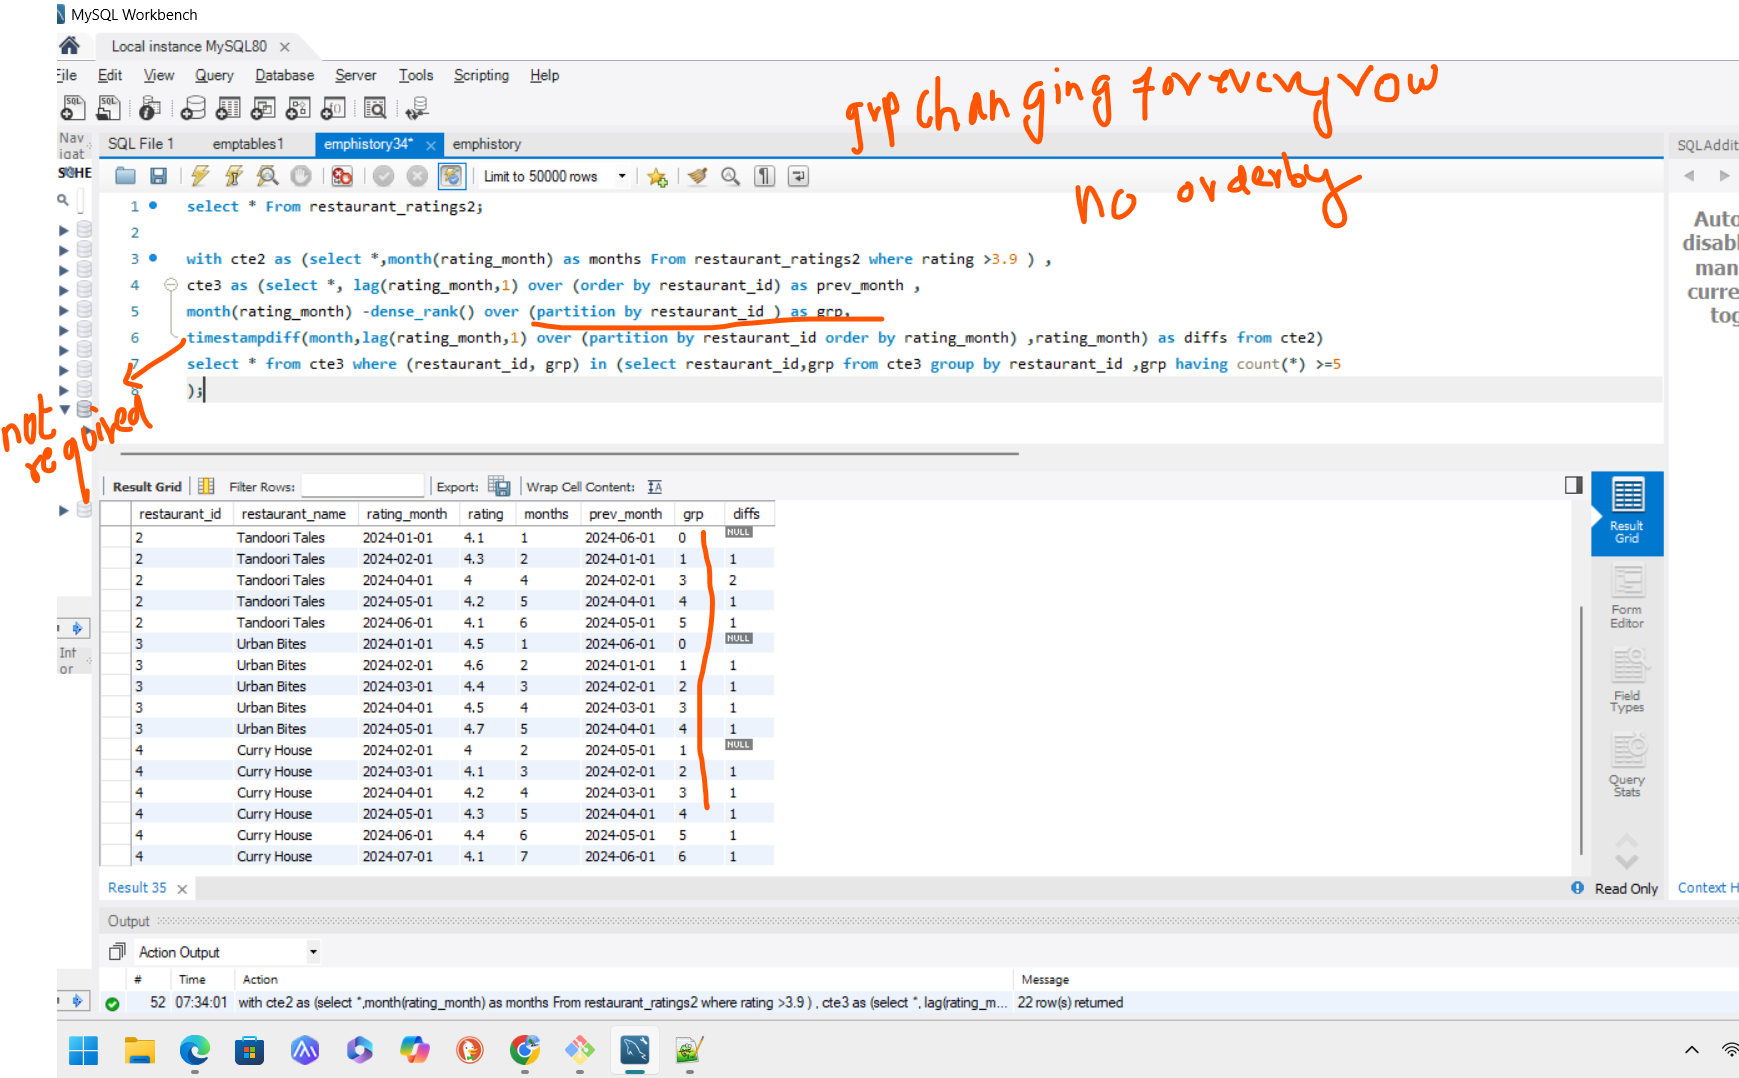 MySQL Workbench
Local instance MySQL80
File Edit View Query Database Server Tools Scripting Help
grp changing for every row
Nav
igat
SQL File 1 emptables1 emphistory34* emphistory
SQLAddit
no orderby
SCHE
Limit to 50000 rows
1 select * From restaurant_ratings2;
2
3 with cte2 as (select *,month(rating_month) as months From restaurant_ratings2 where rating >3.9 ) ,
4 cte3 as (select *, lag(rating_month,1) over (order by restaurant_id) as prev_month ,
5 month(rating_month) -dense_rank() over (partition by restaurant_id ) as grp,
6 timestampdiff(month,lag(rating_month,1) over (partition by restaurant_id order by rating_month) ,rating_month) as diffs from cte2)
7 select * from cte3 where (restaurant_id, grp) in (select restaurant_id,grp from cte3 group by restaurant_id ,grp having count(*) >=5
8 );
Auto
disabl
man
curre
tog
not
required
Result Grid Filter Rows: Export: Wrap Cell Content: IA
restaurant_id restaurant_name rating_month rating months prev_month grp diffs
2 Tandoori Tales 2024-01-01 4.1 1 2024-06-01 0 NULL
2 Tandoori Tales 2024-02-01 4.3 2 2024-01-01 1 1
2 Tandoori Tales 2024-04-01 4 4 2024-02-01 3 2
2 Tandoori Tales 2024-05-01 4.2 5 2024-04-01 4 1
2 Tandoori Tales 2024-06-01 4.1 6 2024-05-01 5 1
3 Urban Bites 2024-01-01 4.5 1 2024-06-01 0 NULL
3 Urban Bites 2024-02-01 4.6 2 2024-01-01 1 1
3 Urban Bites 2024-03-01 4.4 3 2024-02-01 2 1
3 Urban Bites 2024-04-01 4.5 4 2024-03-01 3 1
3 Urban Bites 2024-05-01 4.7 5 2024-04-01 4 1
4 Curry House 2024-02-01 4 2 2024-05-01 1 NULL
4 Curry House 2024-03-01 4.1 3 2024-02-01 2 1
4 Curry House 2024-04-01 4.2 4 2024-03-01 3 1
4 Curry House 2024-05-01 4.3 5 2024-04-01 4 1
4 Curry House 2024-06-01 4.4 6 2024-05-01 5 1
4 Curry House 2024-07-01 4.1 7 2024-06-01 6 1
Result
Grid
Form
Editor
Field
Types
Query
Stats
Int
or
Result 35
Read Only
Context H
Output
Action Output
# Time Action Message
52 07:34:01 with cte2 as (select *,month(rating_month) as months From restaurant_ratings2 where rating >3.9 ) , cte3 as (select *, lag(rating_m... 22 row(s) returned